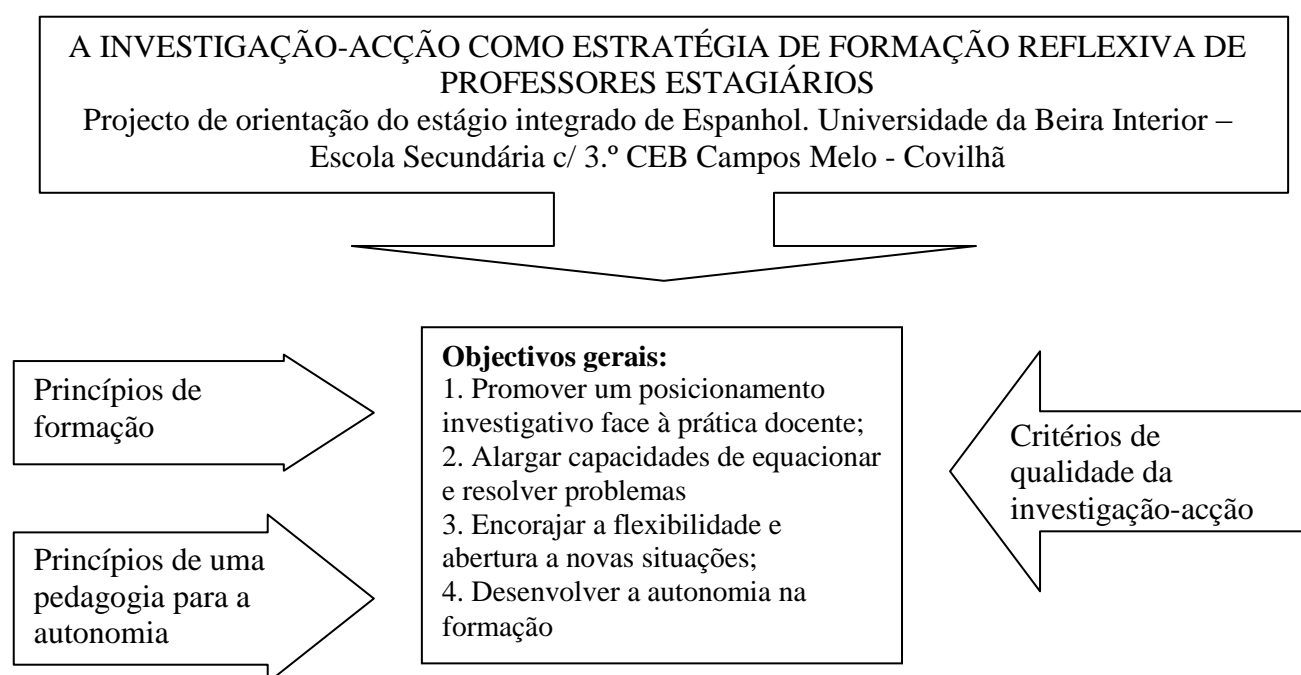 A INVESTIGAÇÃO-ACÇÃO COMO ESTRATÉGIA DE FORMAÇÃO REFLEXIVA DE
PROFESSORES ESTAGIÁRIOS
Projecto de orientação do estágio integrado de Espanhol. Universidade da Beira Interior –
Escola Secundária c/ 3.º CEB Campos Melo - Covilhã
Princípios de
formação
Princípios de uma
pedagogia para a
autonomia
Objectivos gerais:
1. Promover um posicionamento
investigativo face à prática docente;
2. Alargar capacidades de equacionar
e resolver problemas
3. Encorajar a flexibilidade e
abertura a novas situações;
4. Desenvolver a autonomia na
formação
Critérios de
qualidade da
investigação-acção